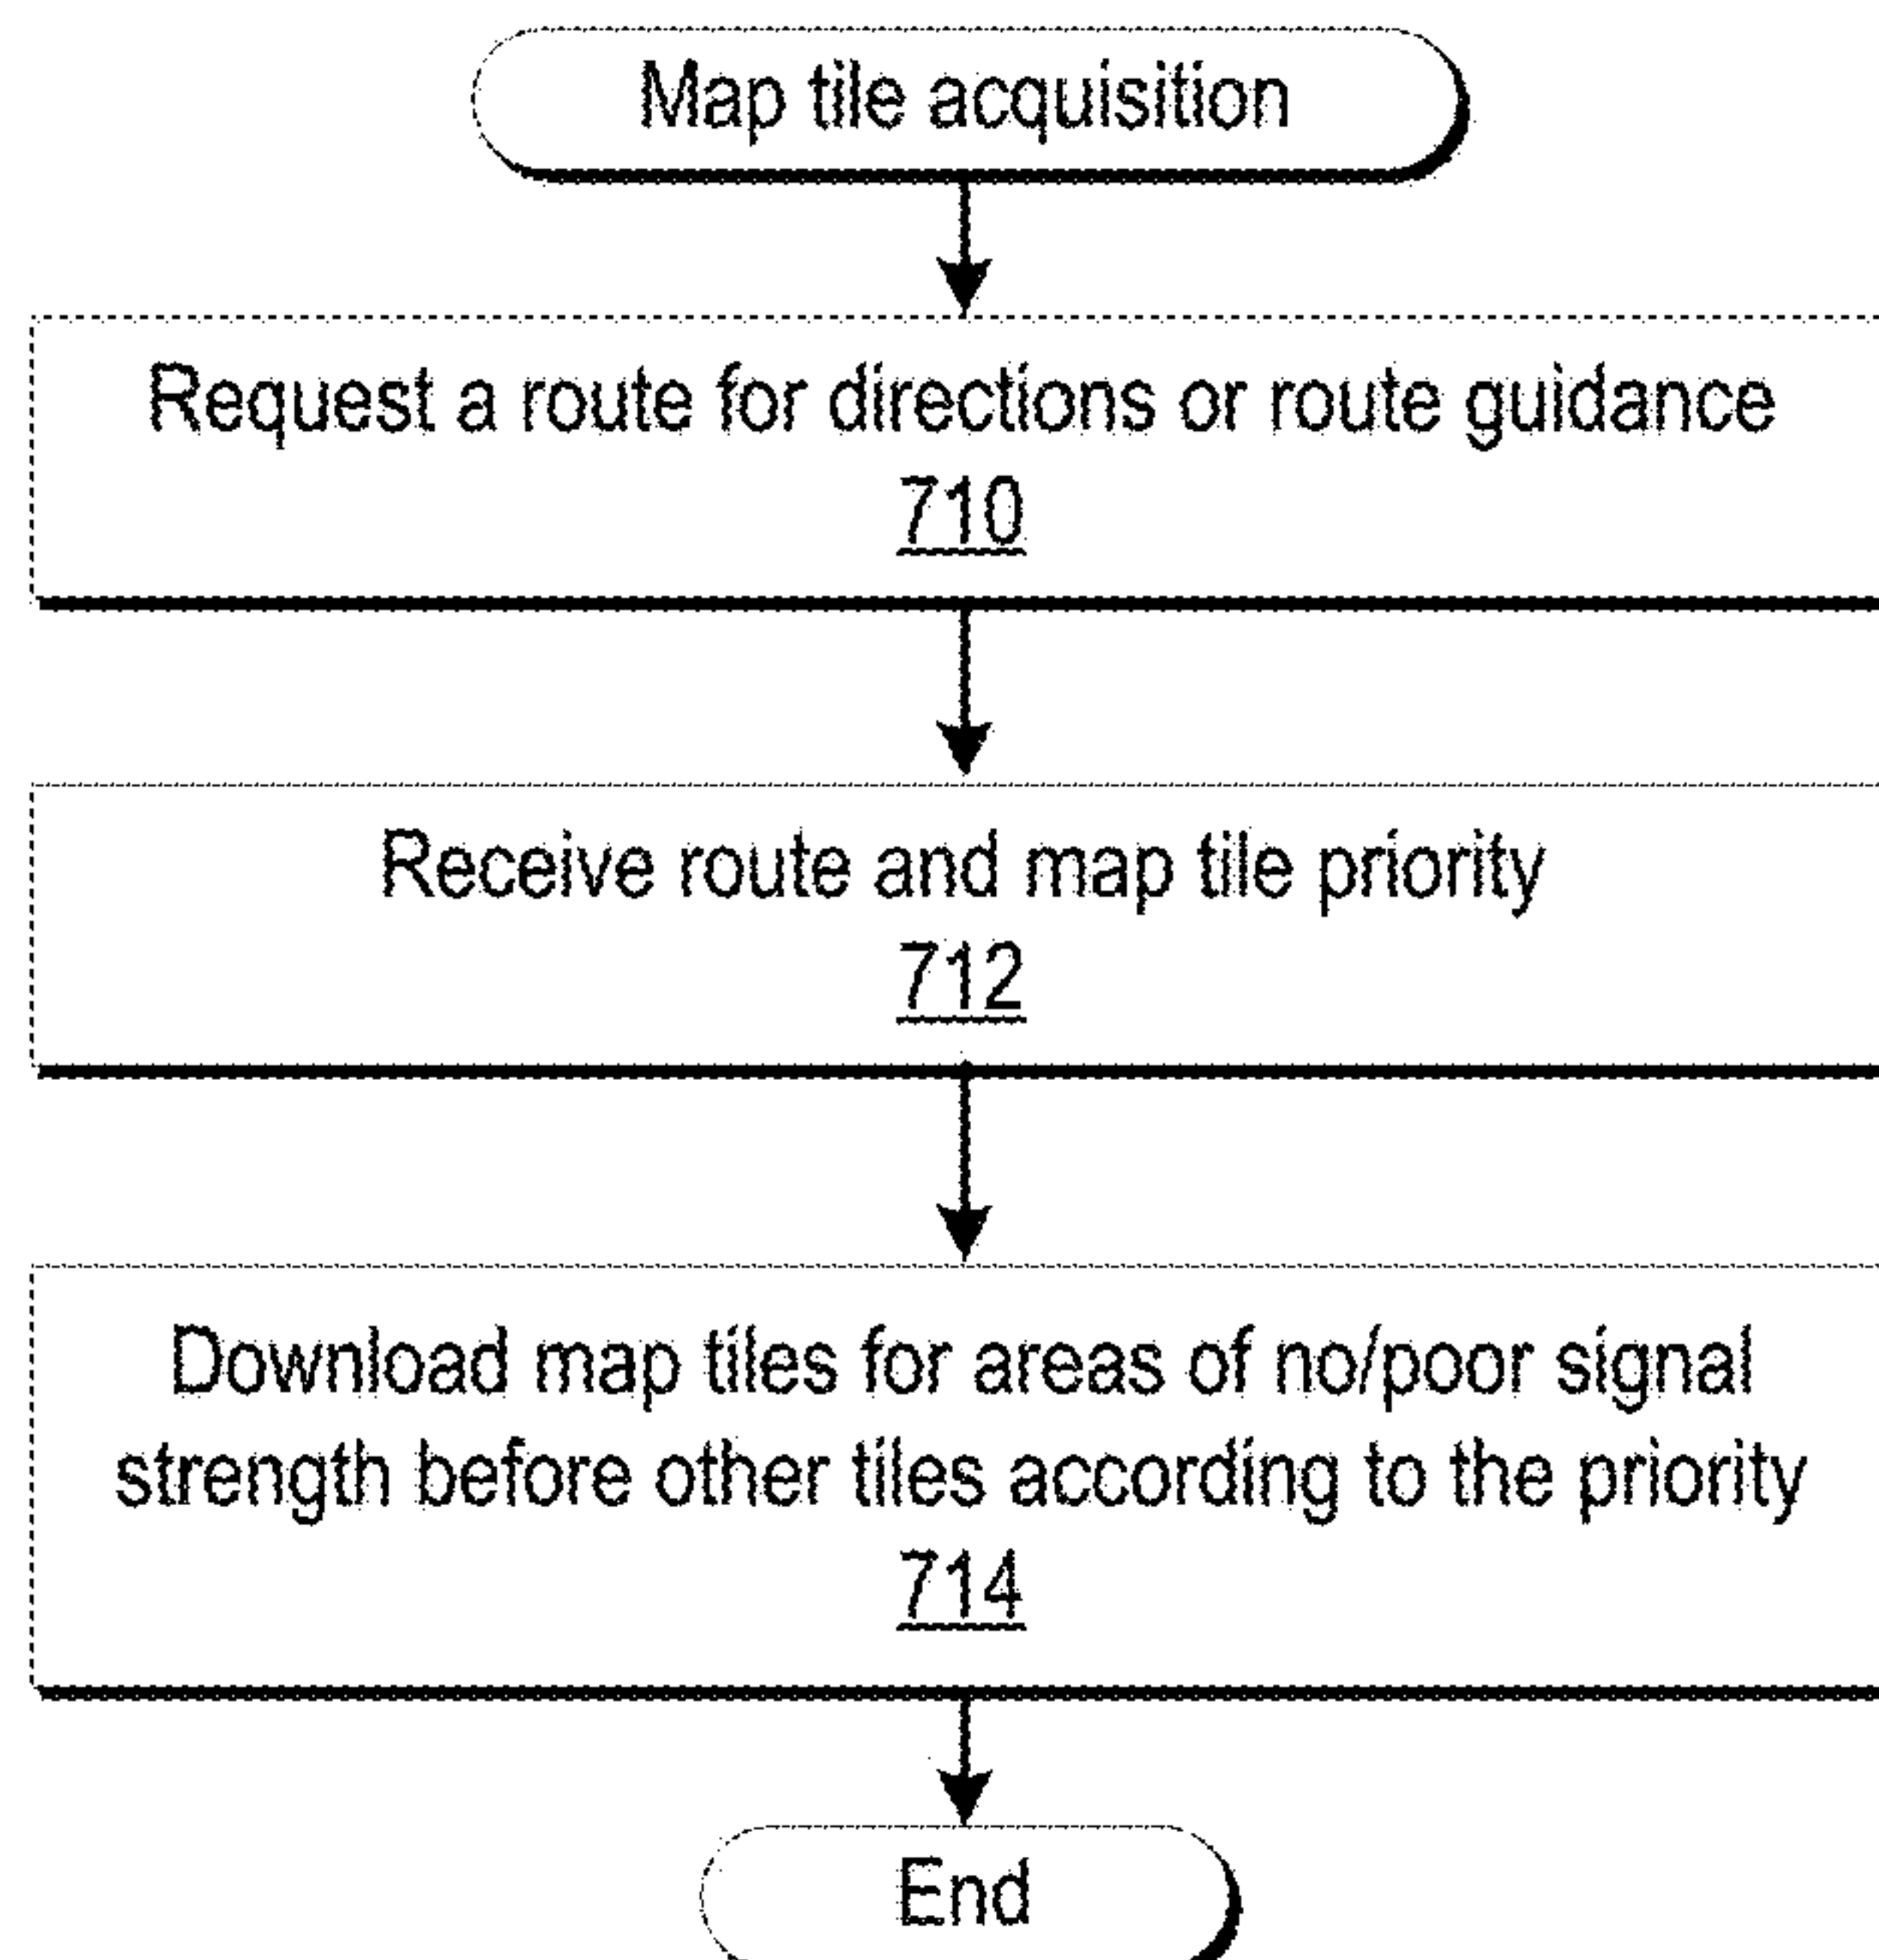 Map tile acquisition
Request a route for directions or route guidance
710
Receive route and map tile priority
712
Download map tiles for areas of no/poor signal
strength before other tiles according to the priority
714
End